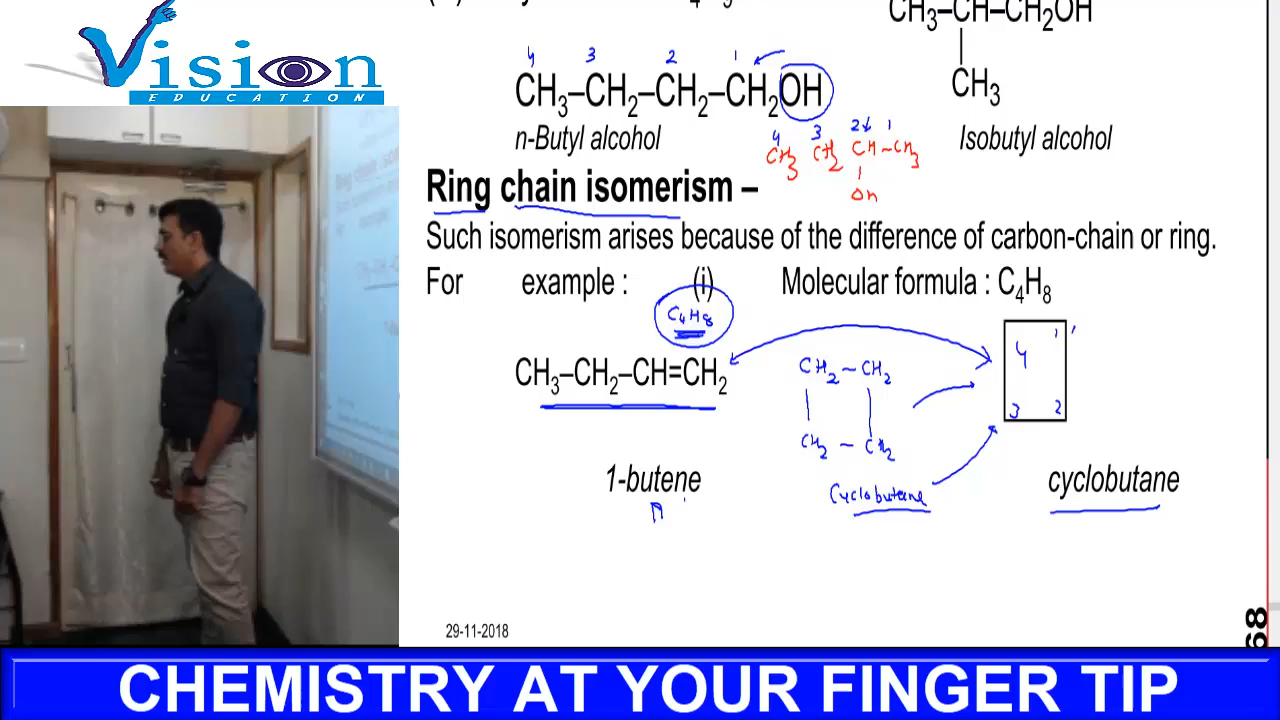 Vision
EDUCATION
CH3–CH–CH2OH
|
CH3
4 3 2 1
CH3–CH2–CH2–CH2OH
n-Butyl alcohol
Isobutyl alcohol
4 3 2 1
CH3 CH2 CH–CH3
OH
Ring chain isomerism –
Such isomerism arises because of the difference of carbon-chain or ring.
For example : (i) Molecular formula : C4H8
C4H8
CH3–CH2–CH=CH2
CH2–CH2
| |
CH2–CH2
4 1
3 2
1-butene
cyclobutane
29-11-2018
68
CHEMISTRY AT YOUR FINGER TIP